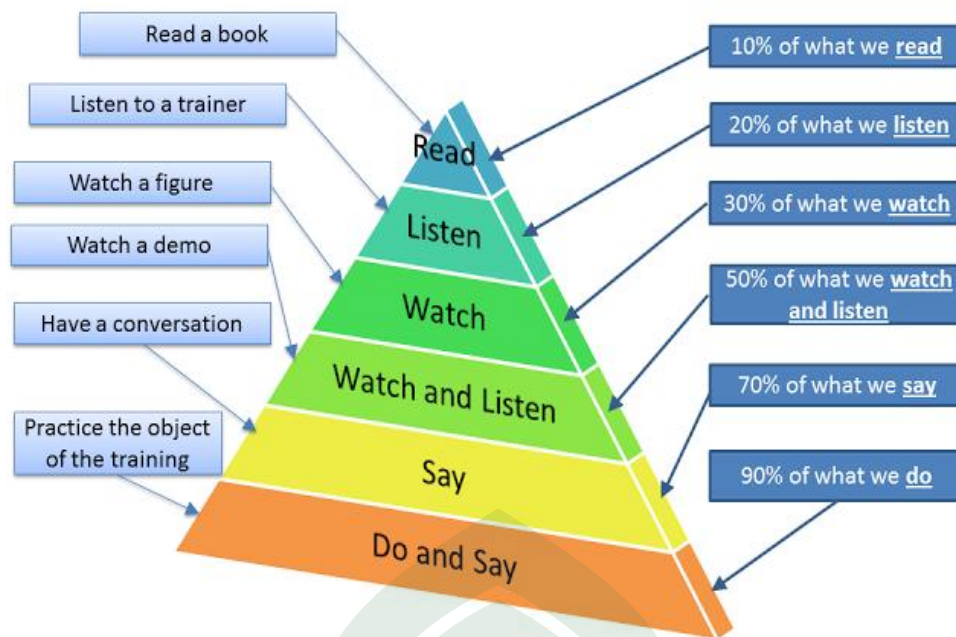 Read a book
Listen to a trainer
Watch a figure
Watch a demo
Have a conversation
Practice the object
of the training
Read
Listen
Watch
Watch and Listen
Say
Do and Say
10% of what we read
20% of what we listen
30% of what we watch
50% of what we watch
and listen
70% of what we say
90% of what we do